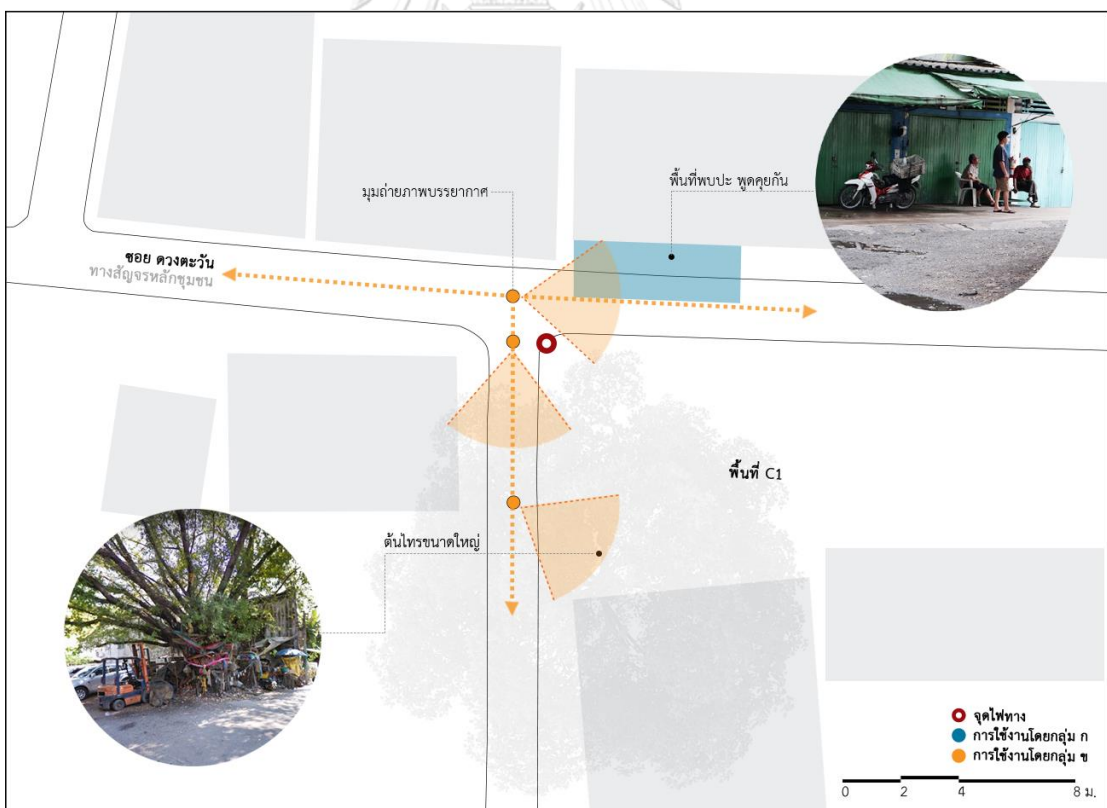 มุมถ่ายภาพบรรยากาศ
พื้นที่พบปะ พูดคุยกัน
ซอย ดวงตะวัน
ทางสัญจรหลักชุมชน
พื้นที่ C1
ต้นไทรขนาดใหญ่
จุดไฟทาง
การใช้งานโดยกลุ่ม ก
การใช้งานโดยกลุ่ม ข
0 2 4 8 ม.